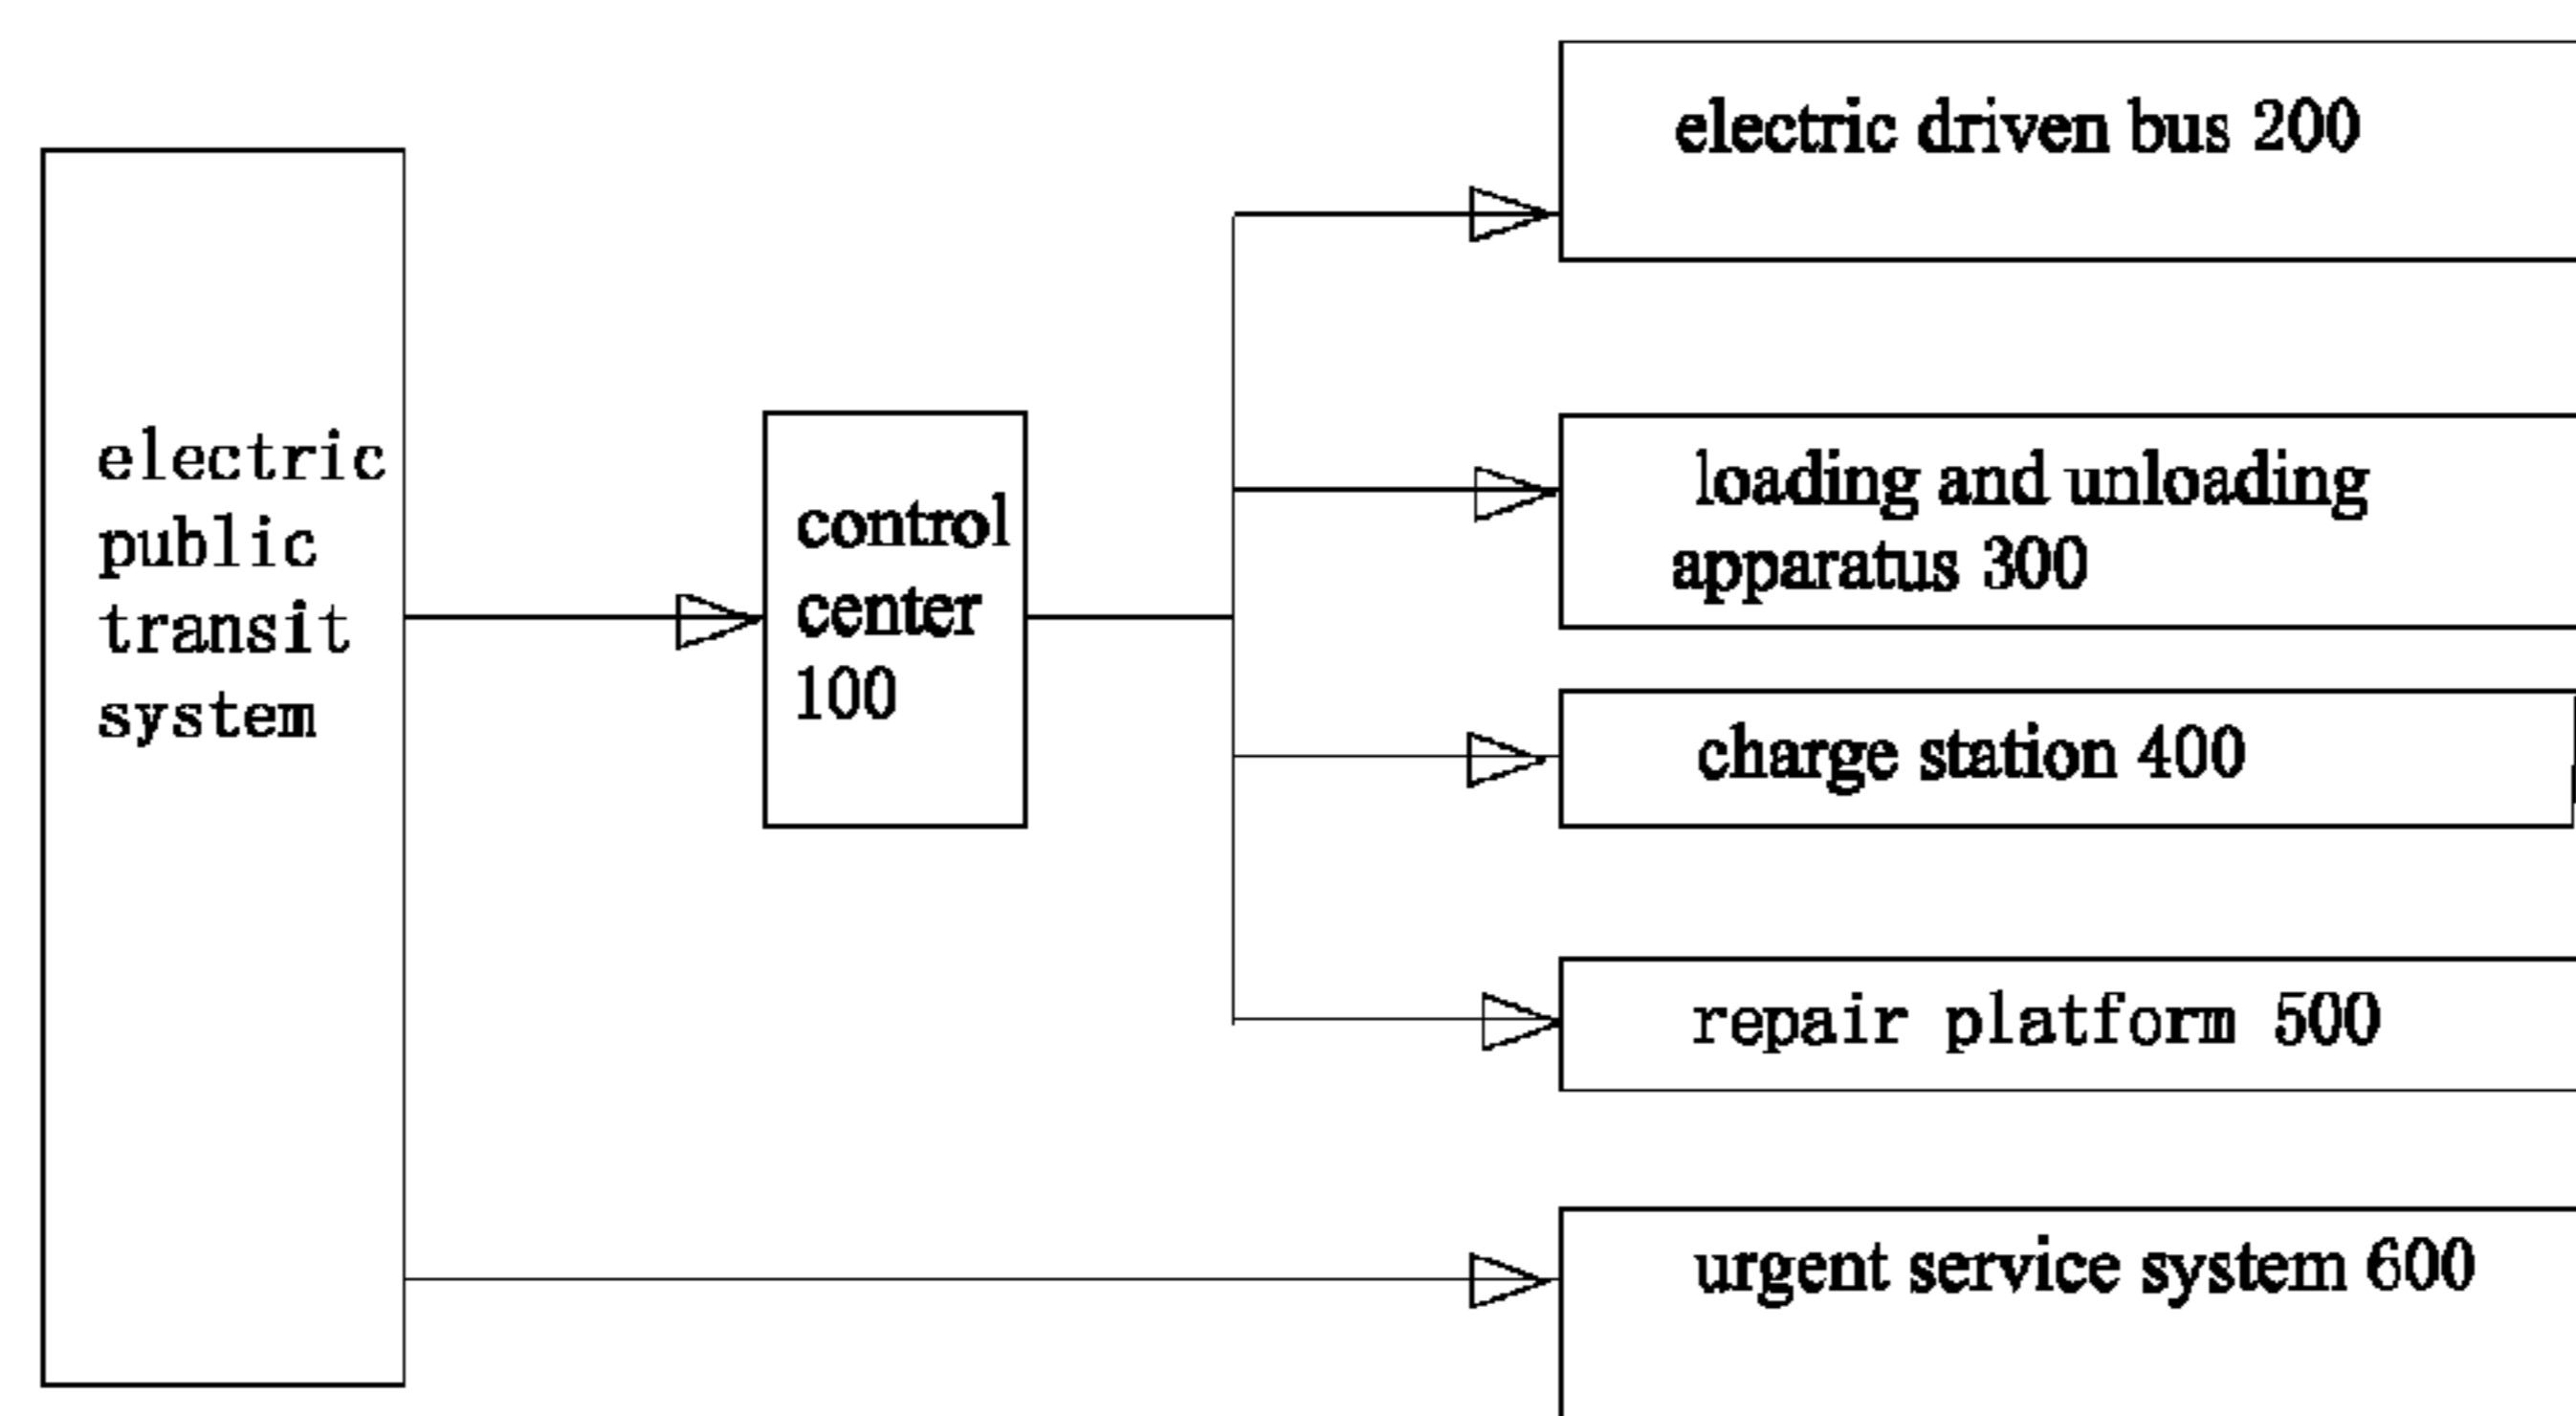 electric
public
transit
system
control
center
100
electric driven bus 200
loading and unloading
apparatus 300
charge station 400
repair platform 500
urgent service system 600